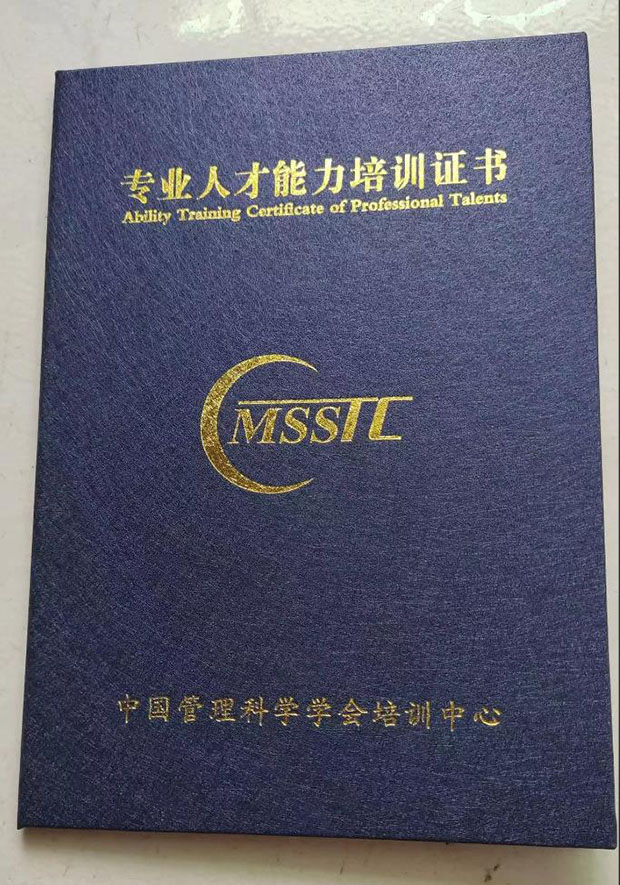 专业人才能力培训证书
Ability Training Certificate of Professional Talents
CMSSTC
中国管理科学学会培训中心